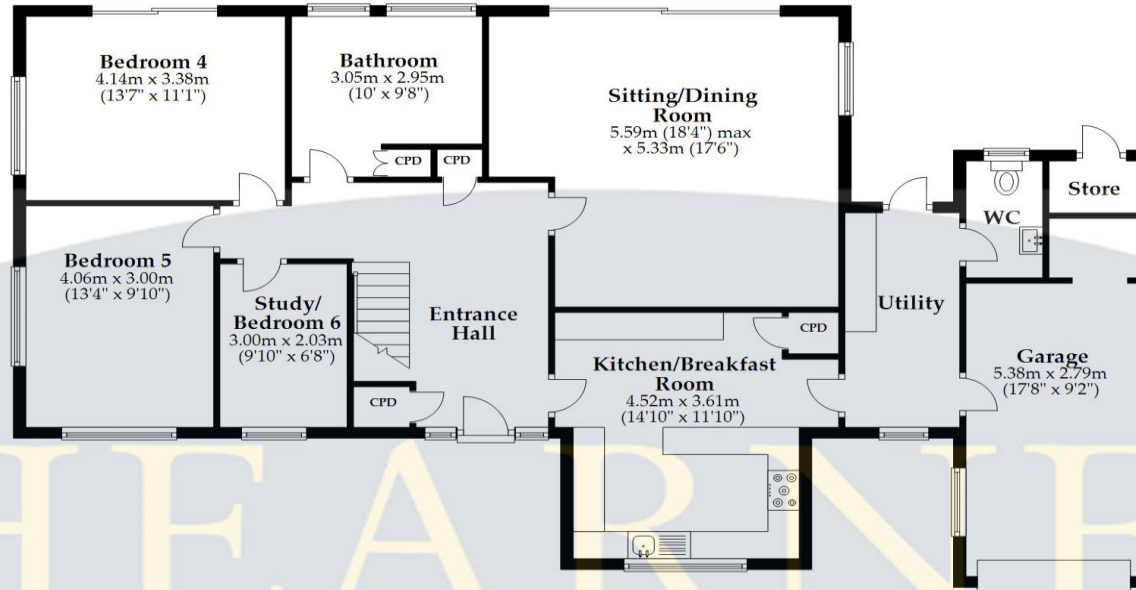 Bedroom 4
4.14m x 3.38m
(13'7" x 11'1")
Bathroom
3.05m x 2.95m
(10' x 9'8")
Sitting/Dining
Room
5.59m (18'4") max
x 5.33m (17'6")
CPD
CPD
Store
WC
Bedroom 5
4.06m x 3.00m
(13'4" x 9'10")
Study/
Bedroom 6
3.00m x 2.03m
(9'10" x 6'8")
Entrance
Hall
Utility
CPD
Kitchen/Breakfast
Room
4.52m x 3.61m
(14'10" x 11'10")
Garage
5.38m x 2.79m
(17'8" x 9'2")
CPD
HEARNE